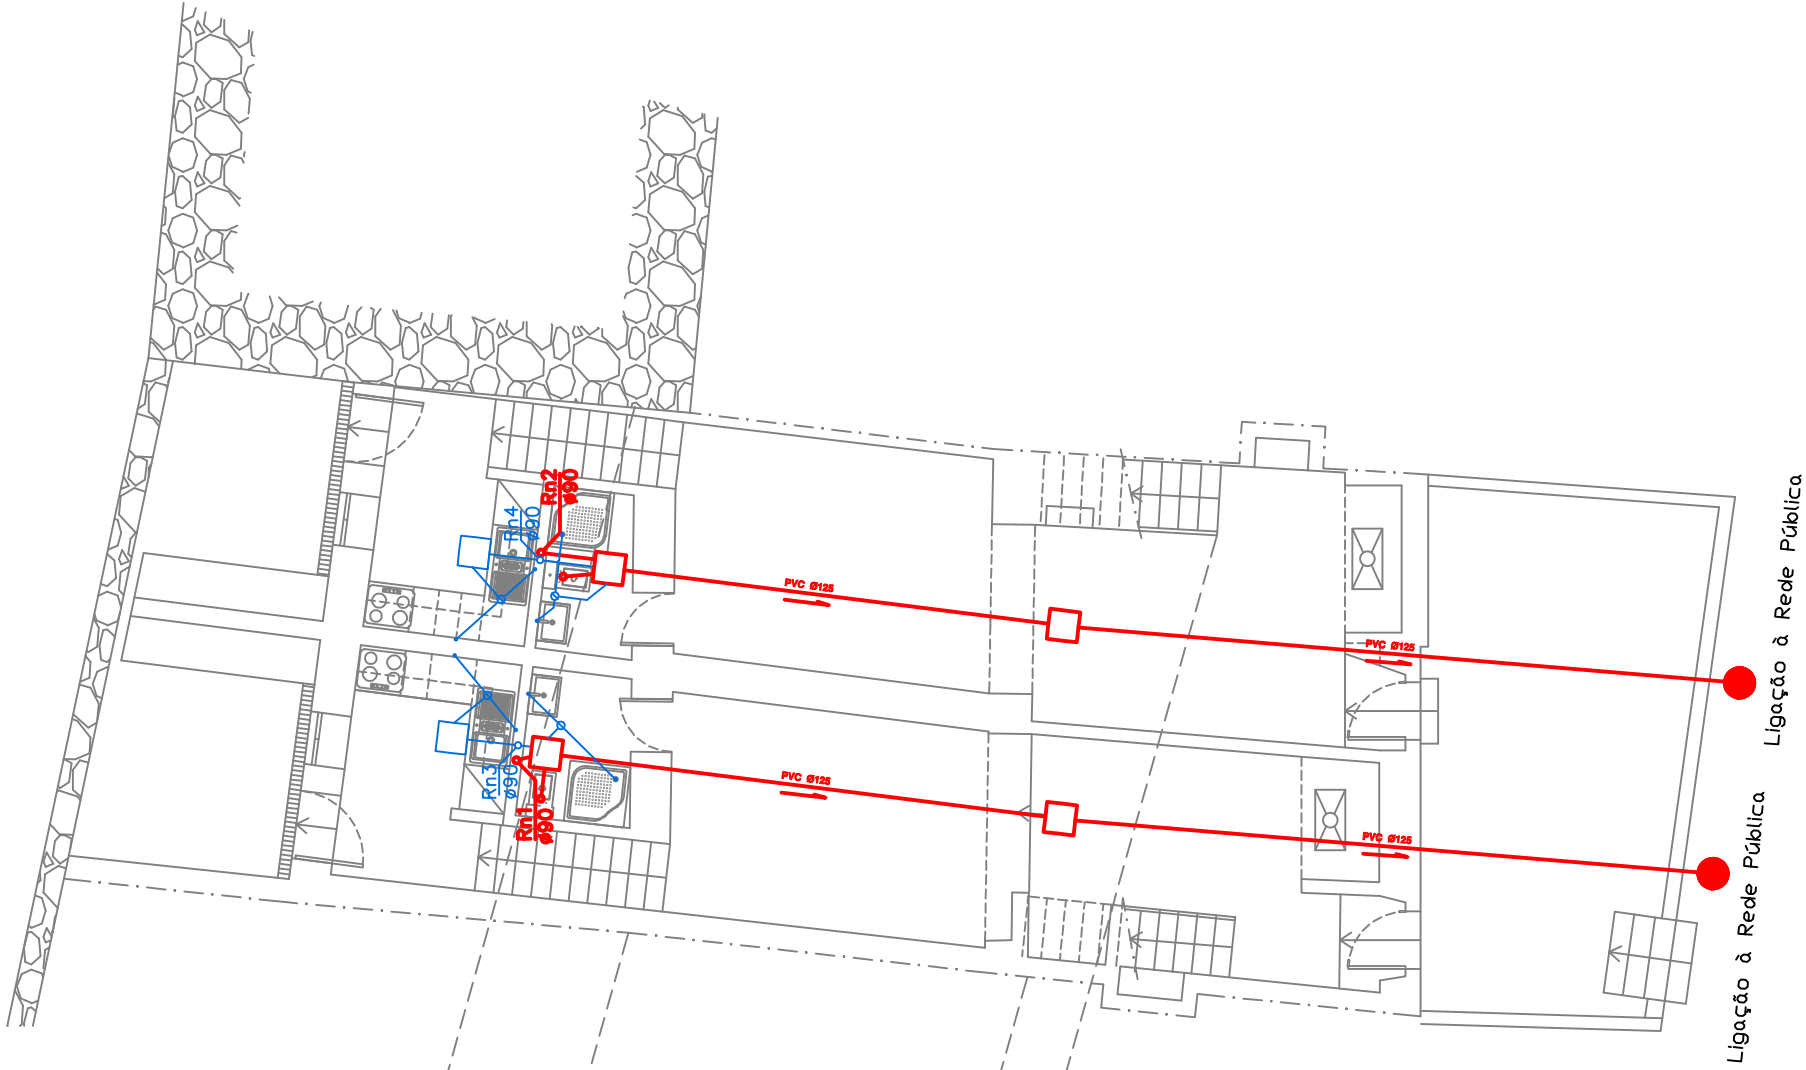 Rn2
ø90
Rn4
ø90
PVC Ø125
PVC Ø125
Ligação à Rede Pública
Rn3
ø90
Rn1
ø90
PVC Ø125
PVC Ø125
Ligação à Rede Pública